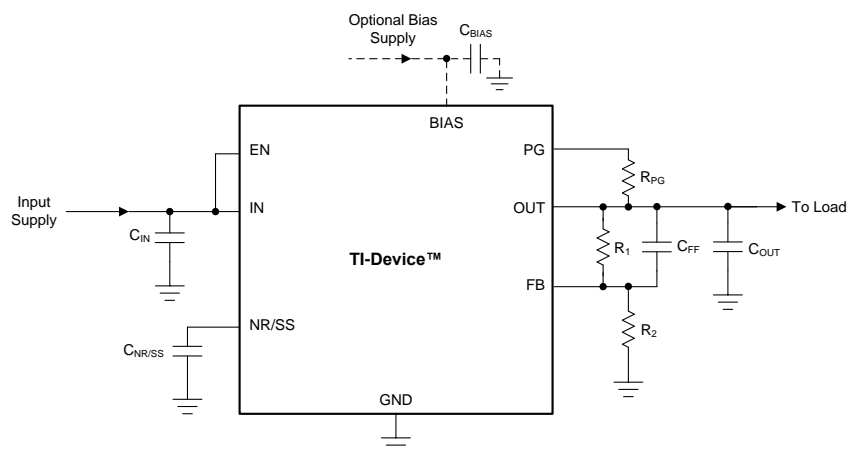 Optional Bias
Supply
C_BIAS
BIAS
EN
PG
R_PG
Input
Supply
IN
OUT
To Load
C_IN
R_1
C_FF
C_OUT
TI-Device™
FB
NR/SS
R_2
C_NR/SS
GND